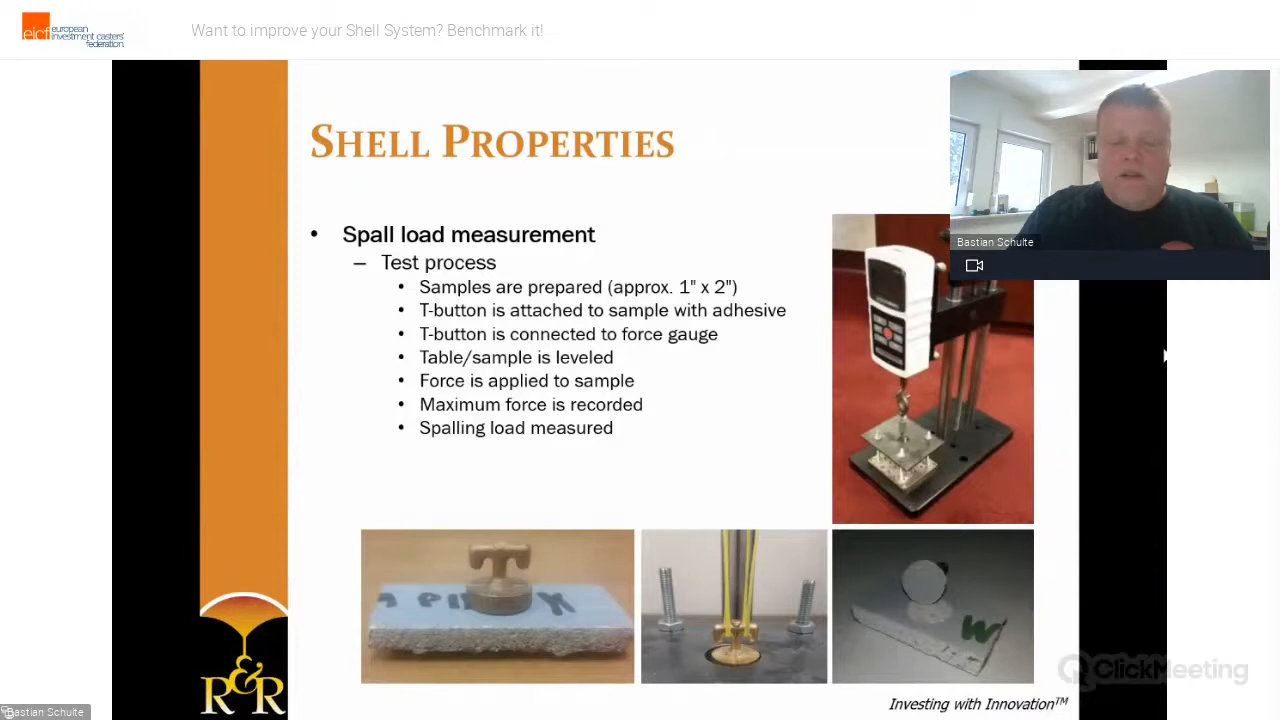 eicf european
investment casters'
federation.
Want to improve your Shell System? Benchmark it!
SHELL PROPERTIES
Bastian Schulte
• Spall load measurement
– Test process
• Samples are prepared (approx. 1" x 2")
• T-button is attached to sample with adhesive
• T-button is connected to force gauge
• Table/sample is leveled
• Force is applied to sample
• Maximum force is recorded
• Spalling load measured
X
W
ClickMeeting
R&R
Investing with Innovation™
Bastian Schulte